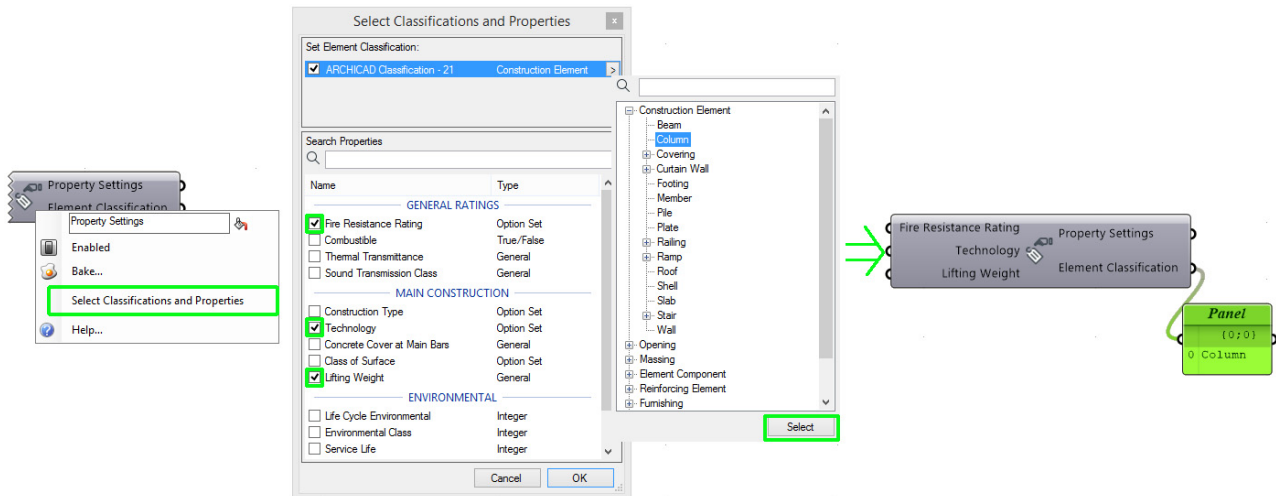 Property Settings
Element Classification
Property Settings
Enabled
Bake...
Select Classifications and Properties
Help...
Select Classifications and Properties
x
Set Element Classification:
ARCHICAD Classification - 21 Construction Element >
Search Properties
Name Type
GENERAL RATINGS
Fire Resistance Rating Option Set
Combustible True/False
Thermal Transmittance General
Sound Transmission Class General
MAIN CONSTRUCTION
Construction Type Option Set
Technology Option Set
Concrete Cover at Main Bars General
Class of Surface Option Set
Lifting Weight General
ENVIRONMENTAL
Life Cycle Environmental Integer
Environmental Class Integer
Service Life Integer
Cancel OK
Construction Element
Beam
Column
Covering
Curtain Wall
Footing
Member
Pile
Plate
Railing
Ramp
Roof
Shell
Slab
Stair
Wall
Opening
Massing
Element Component
Reinforcing Element
Furnishing
Select
Fire Resistance Rating
Technology
Lifting Weight
Property Settings
Element Classification
Panel
{0;0}
0 Column